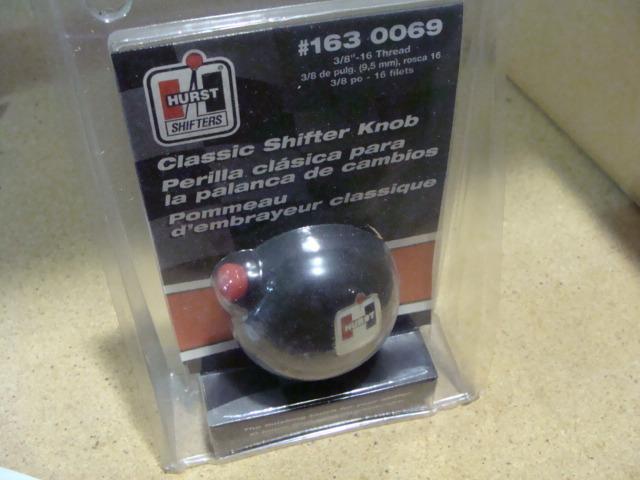 #163 0069
3/8"-16 Thread
3/8 de pulg. (9,5 mm), rosca 16
3/8 po - 16 filets
HURST
SHIFTERS
Classic Shifter Knob
Perilla clásica para
la palanca de cambios
Pommeau
d'embrayeur classique
HURST